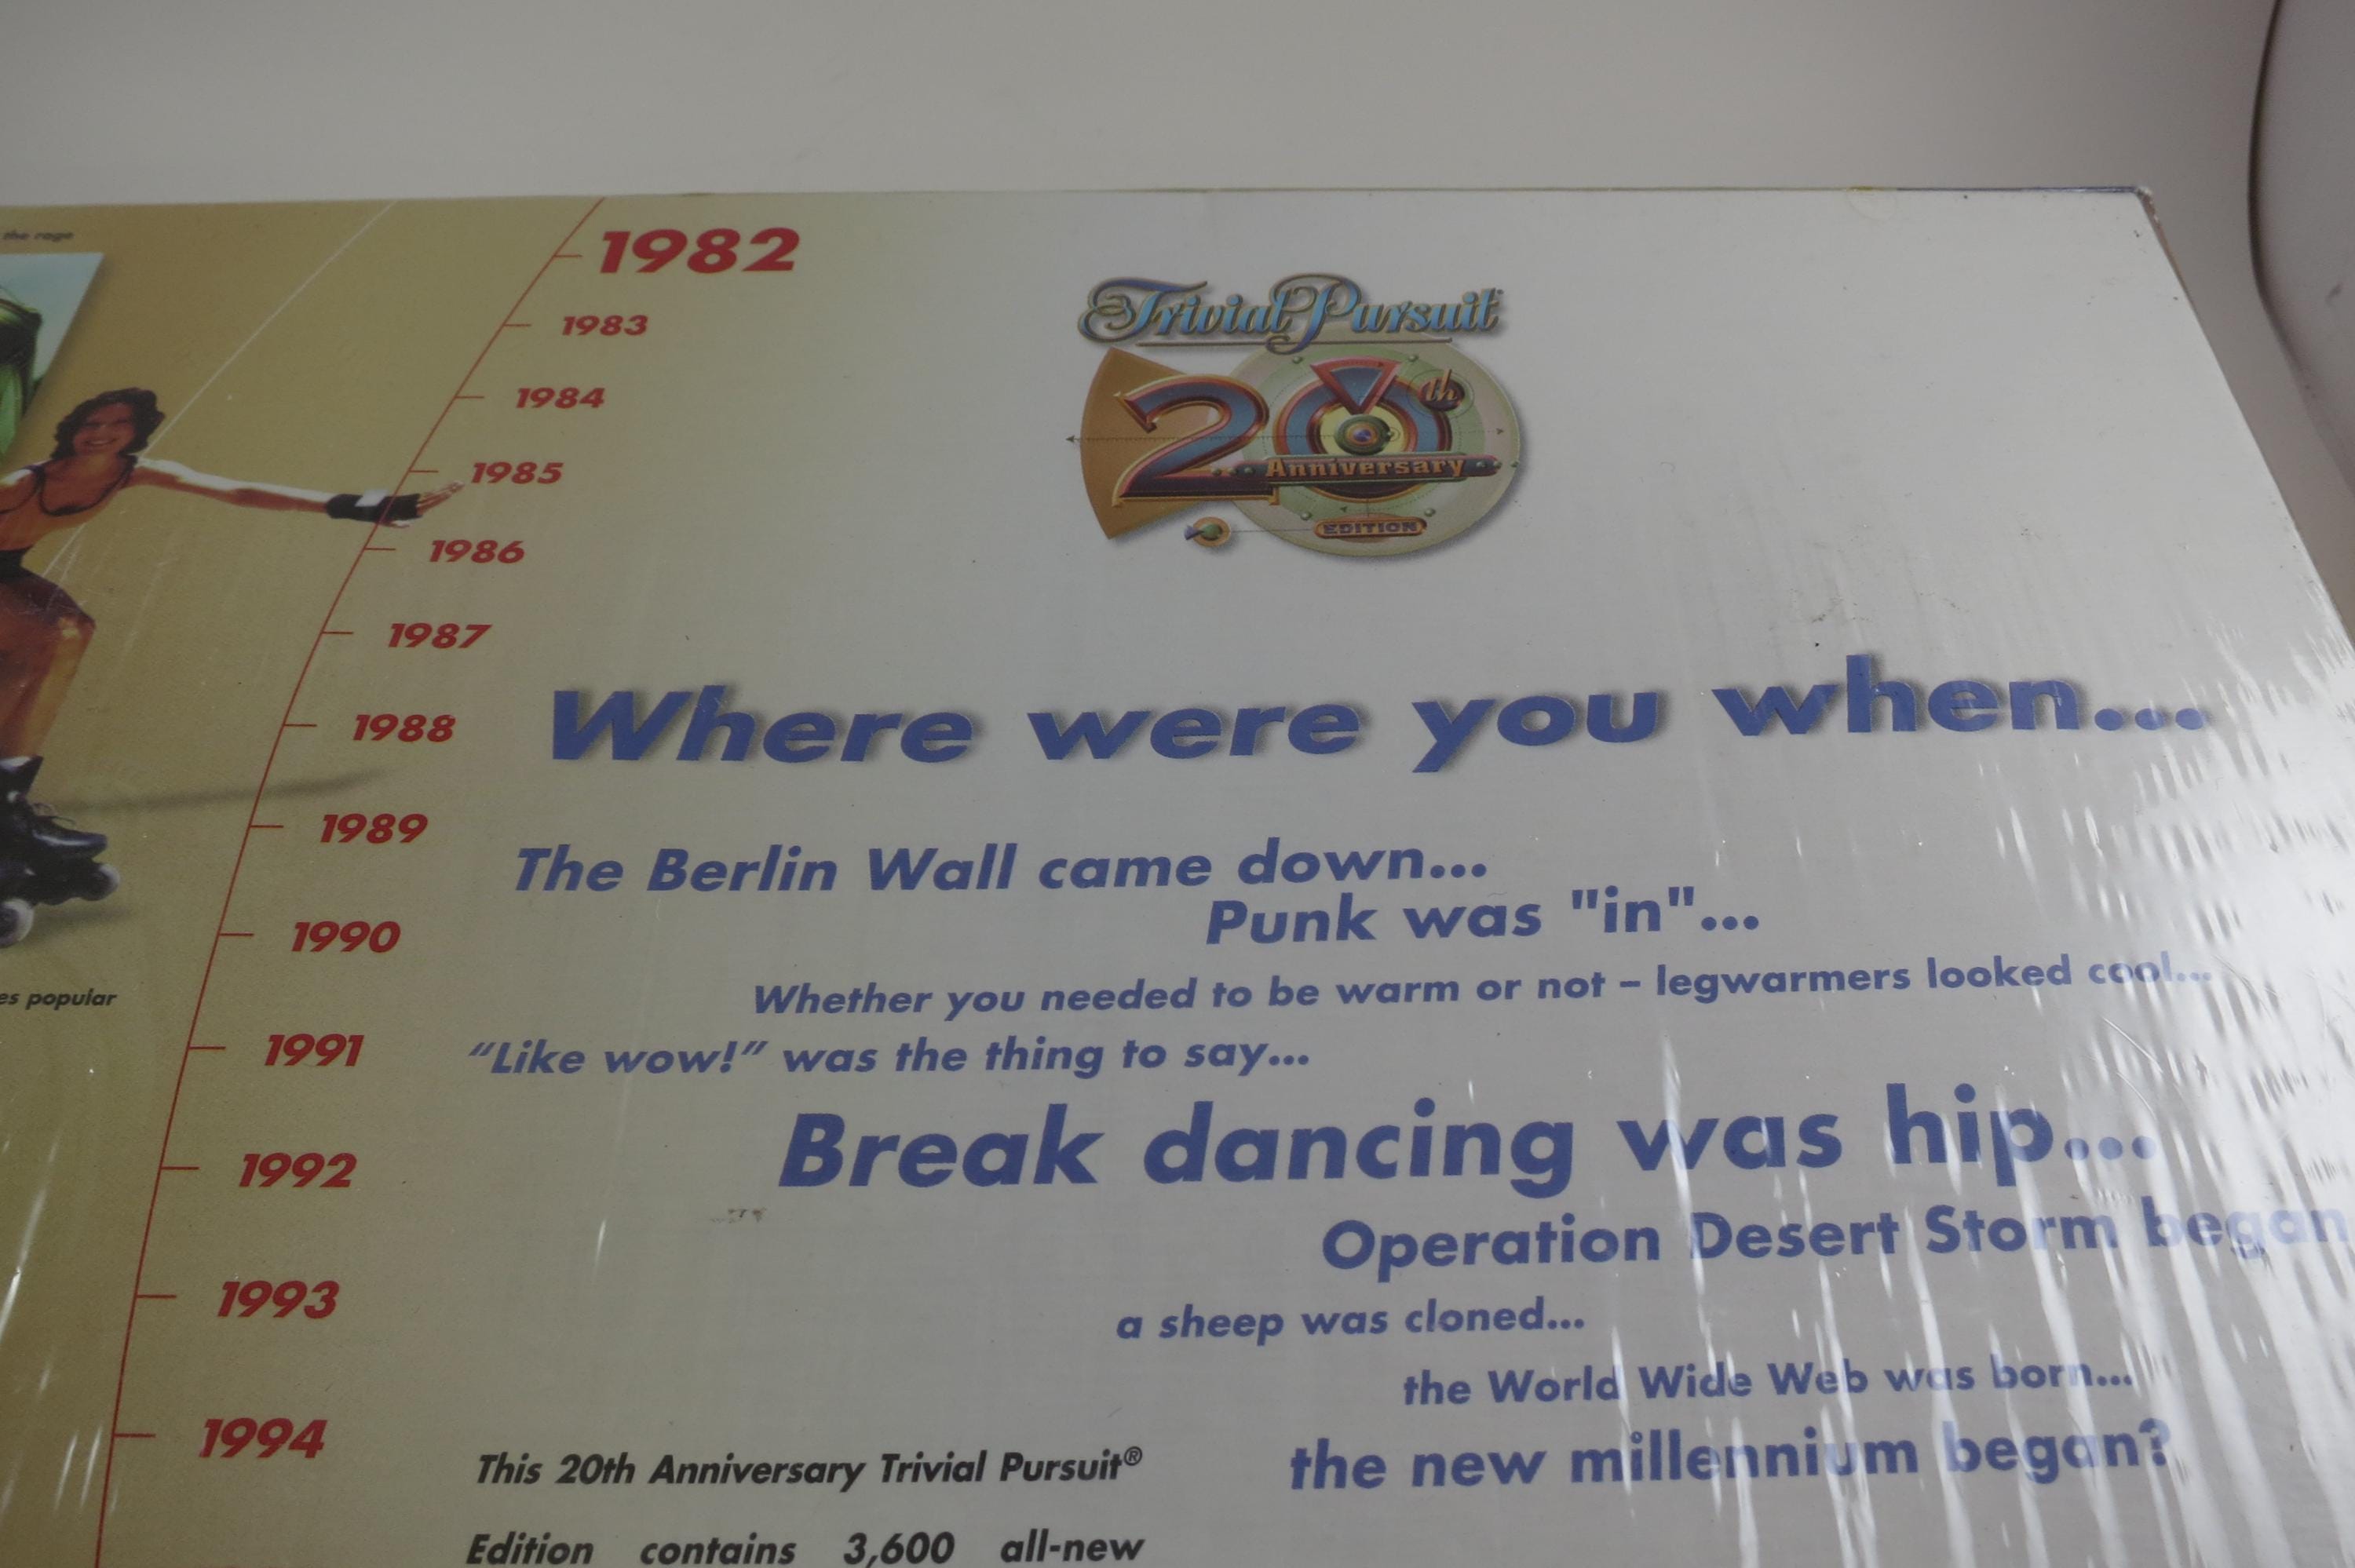 the rage
1982
1983
1984
1985
1986
1987
1988
1989
1990
es popular
1991
1992
1993
1994
Trivial Pursuit
20th
Anniversary
EDITION
Where were you when...
The Berlin Wall came down...
Punk was "in"...
Whether you needed to be warm or not – legwarmers looked cool...
“Like wow!” was the thing to say...
Break dancing was hip...
Operation Desert Storm began
a sheep was cloned...
the World Wide Web was born...
the new millennium began?
This 20th Anniversary Trivial Pursuit®
Edition contains 3,600 all-new